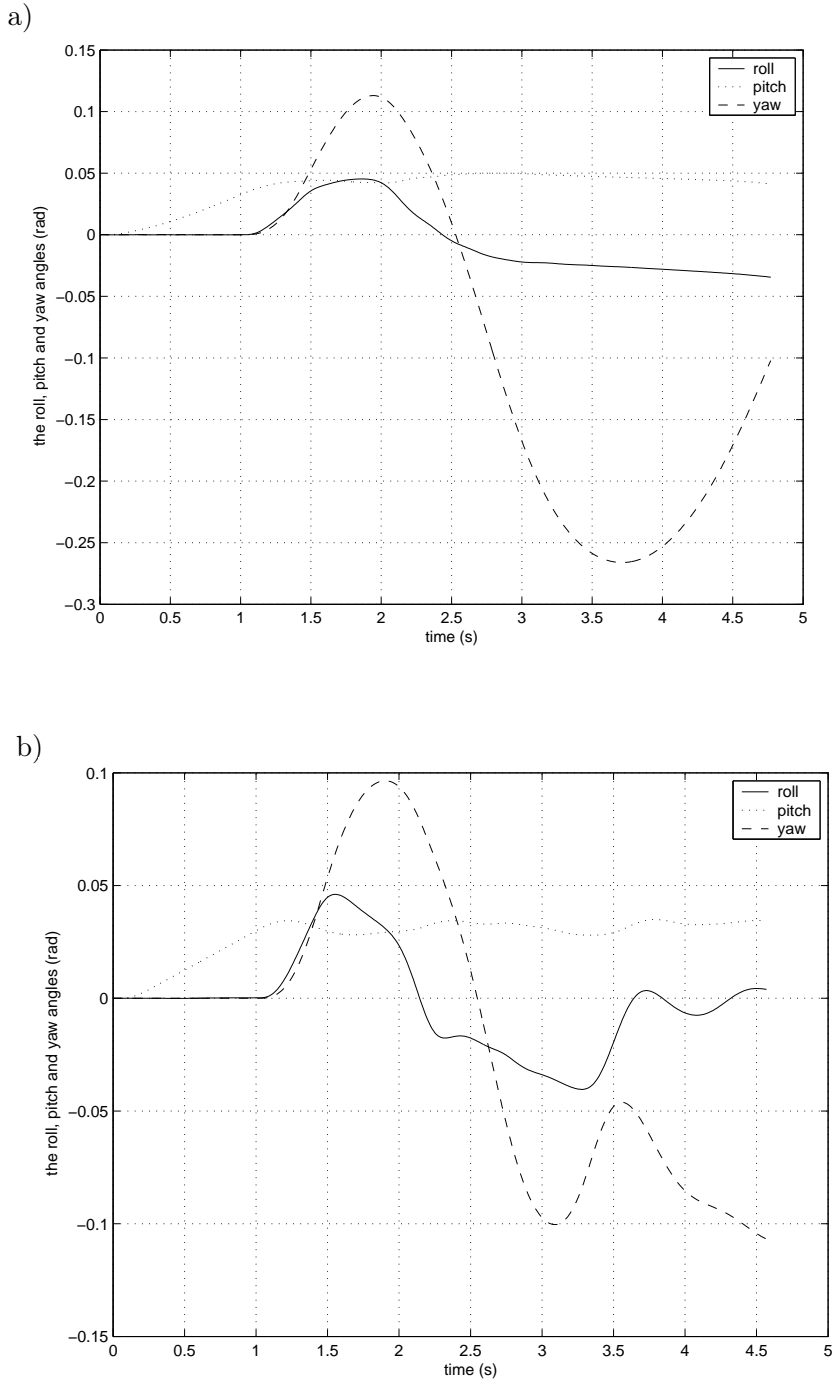 a)
0.15
0.1
0.05
0
−0.05
−0.1
−0.15
−0.2
−0.25
−0.3
the roll, pitch and yaw angles (rad)
roll
pitch
yaw
0 0.5 1 1.5 2 2.5 3 3.5 4 4.5 5
time (s)
b)
0.1
0.05
0
−0.05
−0.1
−0.15
the roll, pitch and yaw angles (rad)
roll
pitch
yaw
0 0.5 1 1.5 2 2.5 3 3.5 4 4.5 5
time (s)